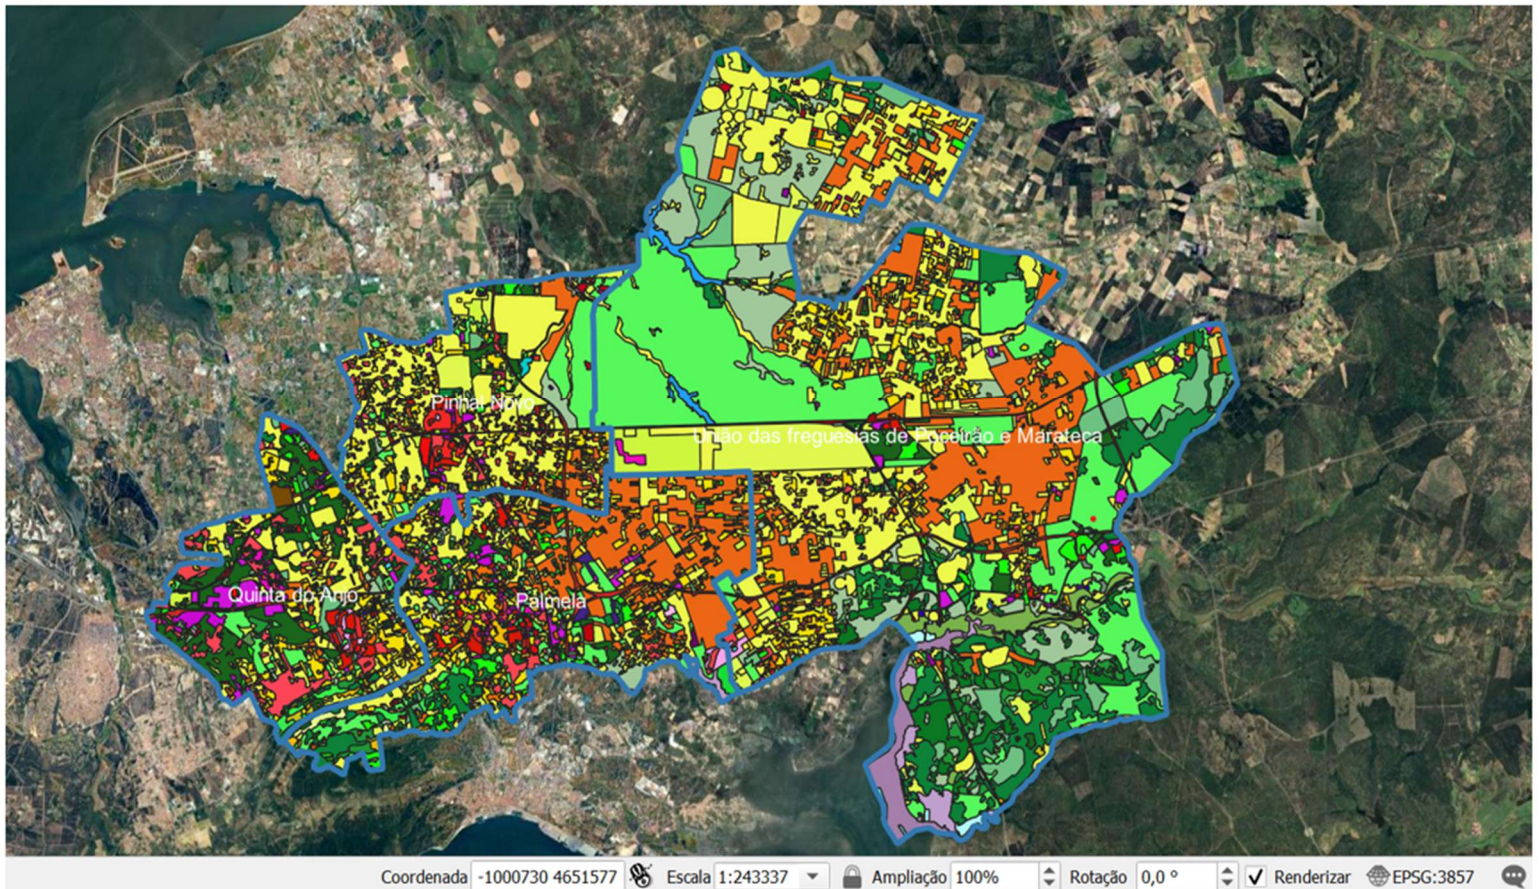 Pinhal Novo
União das freguesias de Poceirão e Marateca
Quinta do Anjo
Palmela
Coordenada -1000730 4651577 Escala 1:243337 Ampliação 100% Rotação 0,0 ° Renderizar EPSG:3857